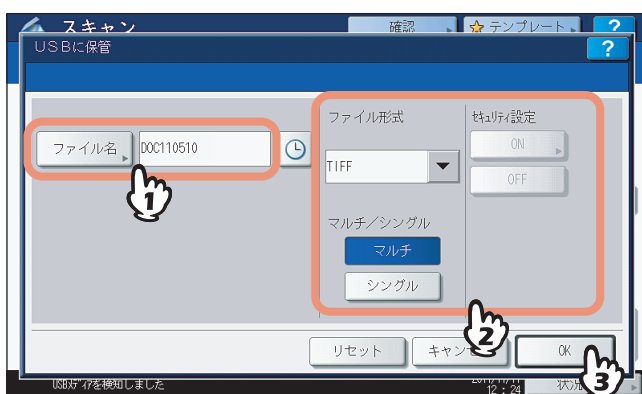 スキャン
確認
テンプレート
?
USBに保管
?
ファイル名
DOC110510
ファイル形式
TIFF
マルチ/シングル
マルチ
シングル
セキュリティ設定
ON
OFF
1
2
リセット
キャンセ
OK
3
USBメディアを検知しました
12:24
状況